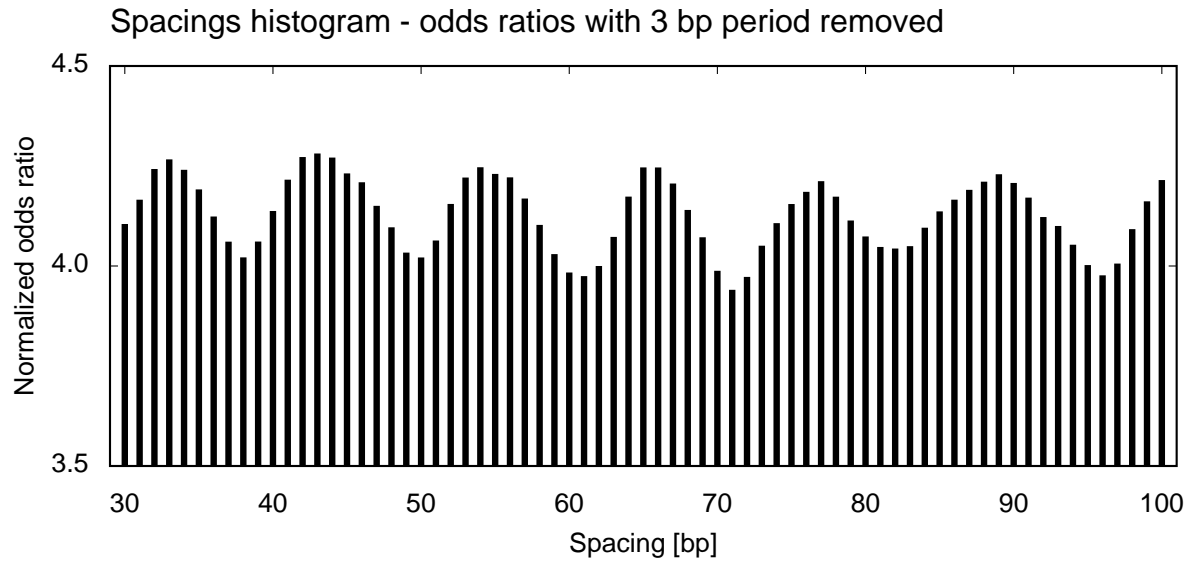 Spacings histogram - odds ratios with 3 bp period removed
4.5
4.0
3.5
Normalized odds ratio
30 40 50 60 70 80 90 100
Spacing [bp]